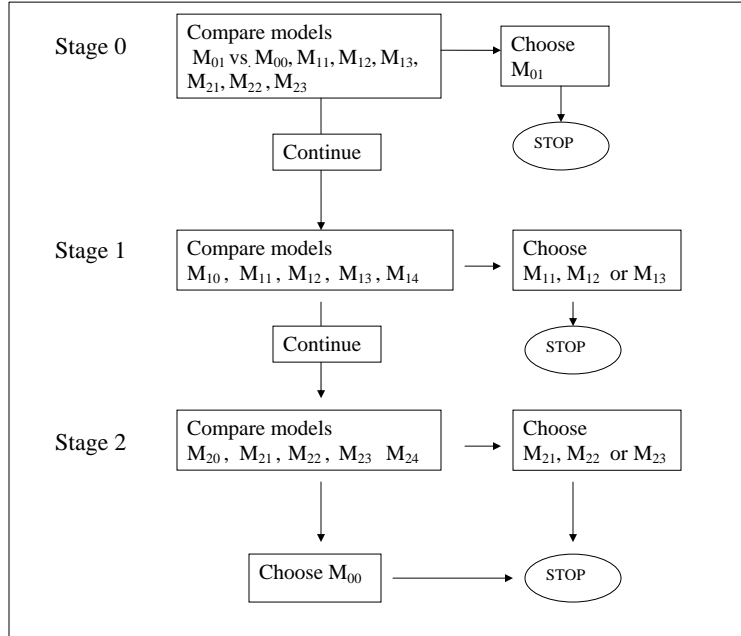 Stage 0
Compare models
M₀₁ vs. M₀₀, M₁₁, M₁₂, M₁₃,
M₂₁, M₂₂, M₂₃
Choose
M₀₁
STOP
Continue
Stage 1
Compare models
M₁₀, M₁₁, M₁₂, M₁₃, M₁₄
Choose
M₁₁, M₁₂ or M₁₃
STOP
Continue
Stage 2
Compare models
M₂₀, M₂₁, M₂₂, M₂₃ M₂₄
Choose
M₂₁, M₂₂ or M₂₃
Choose M₀₀
STOP